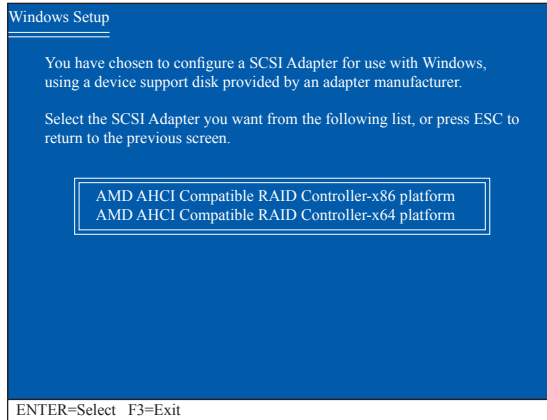 Windows Setup
You have chosen to configure a SCSI Adapter for use with Windows,
using a device support disk provided by an adapter manufacturer.
Select the SCSI Adapter you want from the following list, or press ESC to
return to the previous screen.
AMD AHCI Compatible RAID Controller-x86 platform
AMD AHCI Compatible RAID Controller-x64 platform
ENTER=Select   F3=Exit